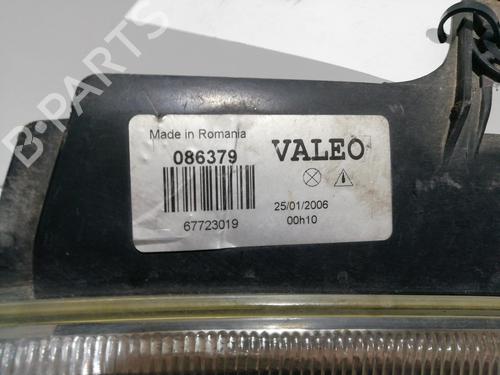 B-PARTS
Made in Romania
086379
VALEO
67723019
25/01/2006
00h10